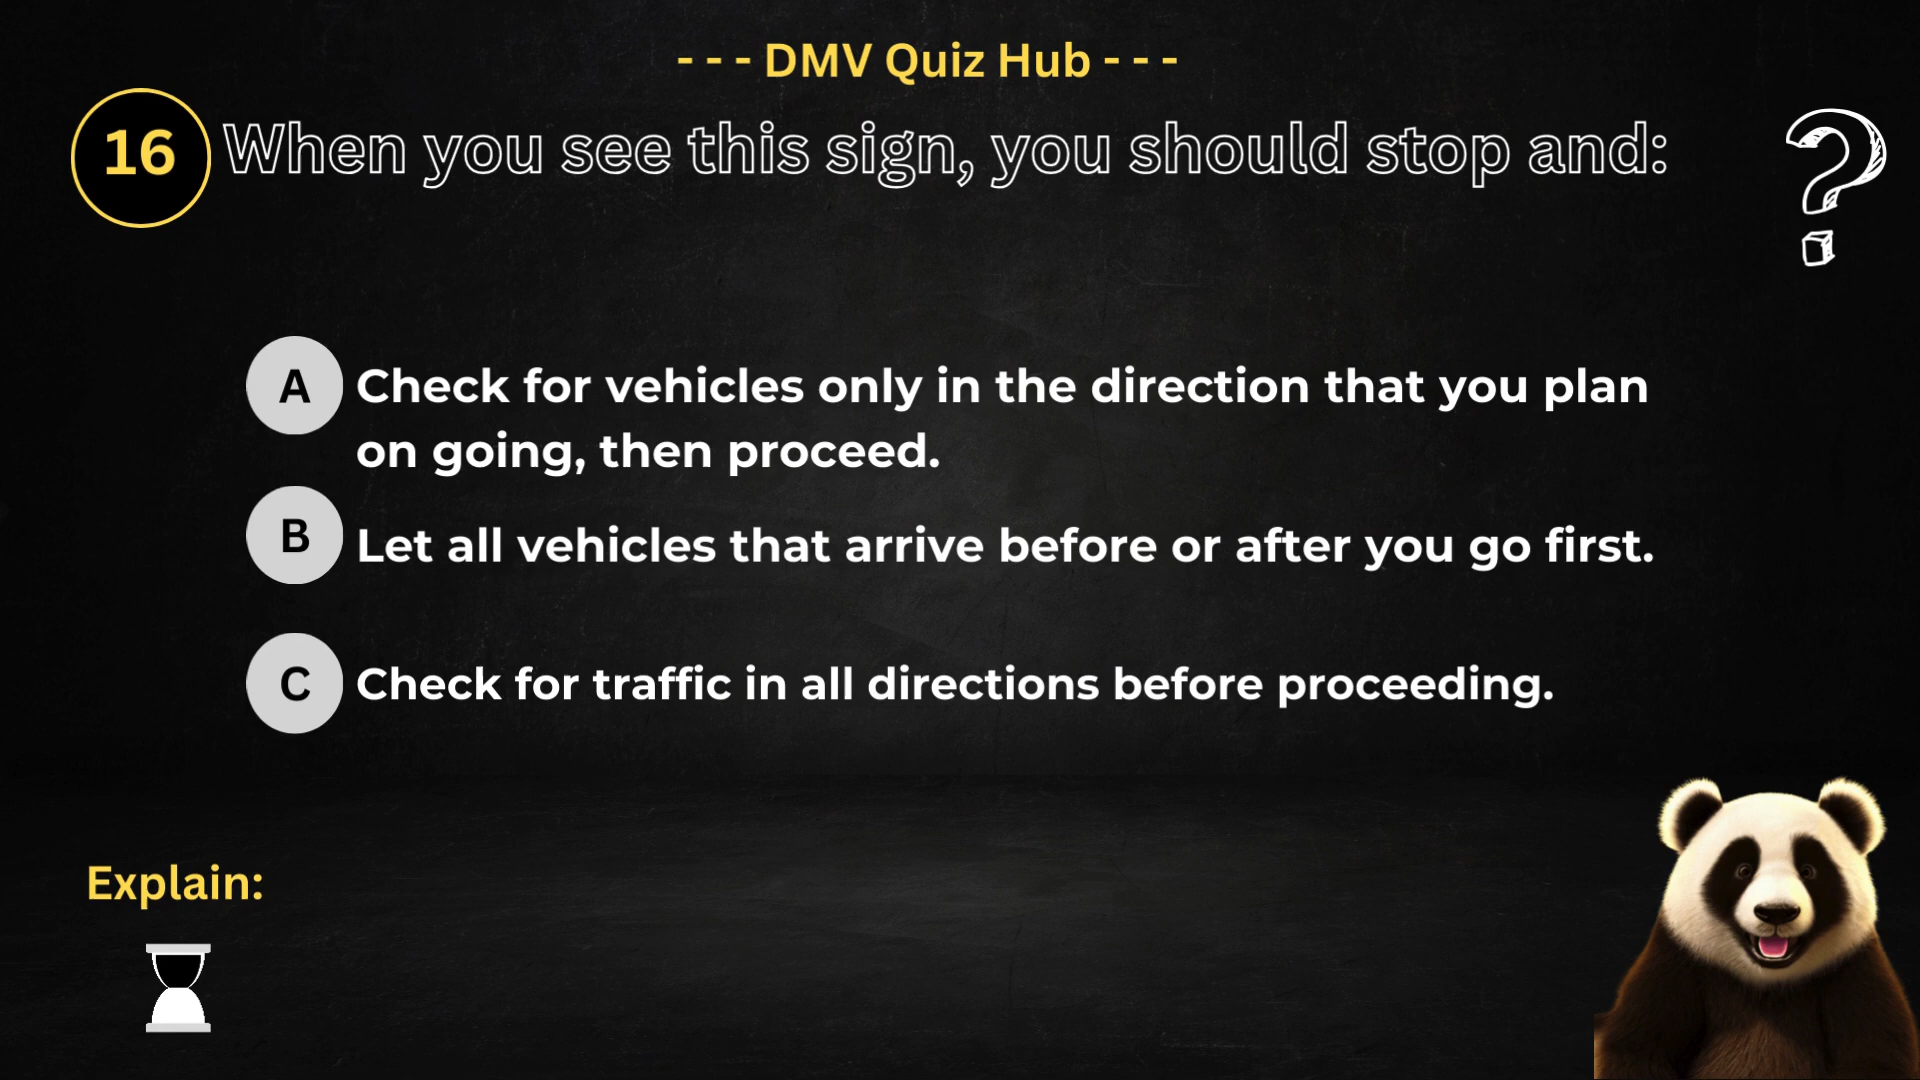 - - - DMV Quiz Hub - - -
16 When you see this sign, you should stop and:
?
A Check for vehicles only in the direction that you plan
on going, then proceed.
B Let all vehicles that arrive before or after you go first.
C Check for traffic in all directions before proceeding.
Explain: